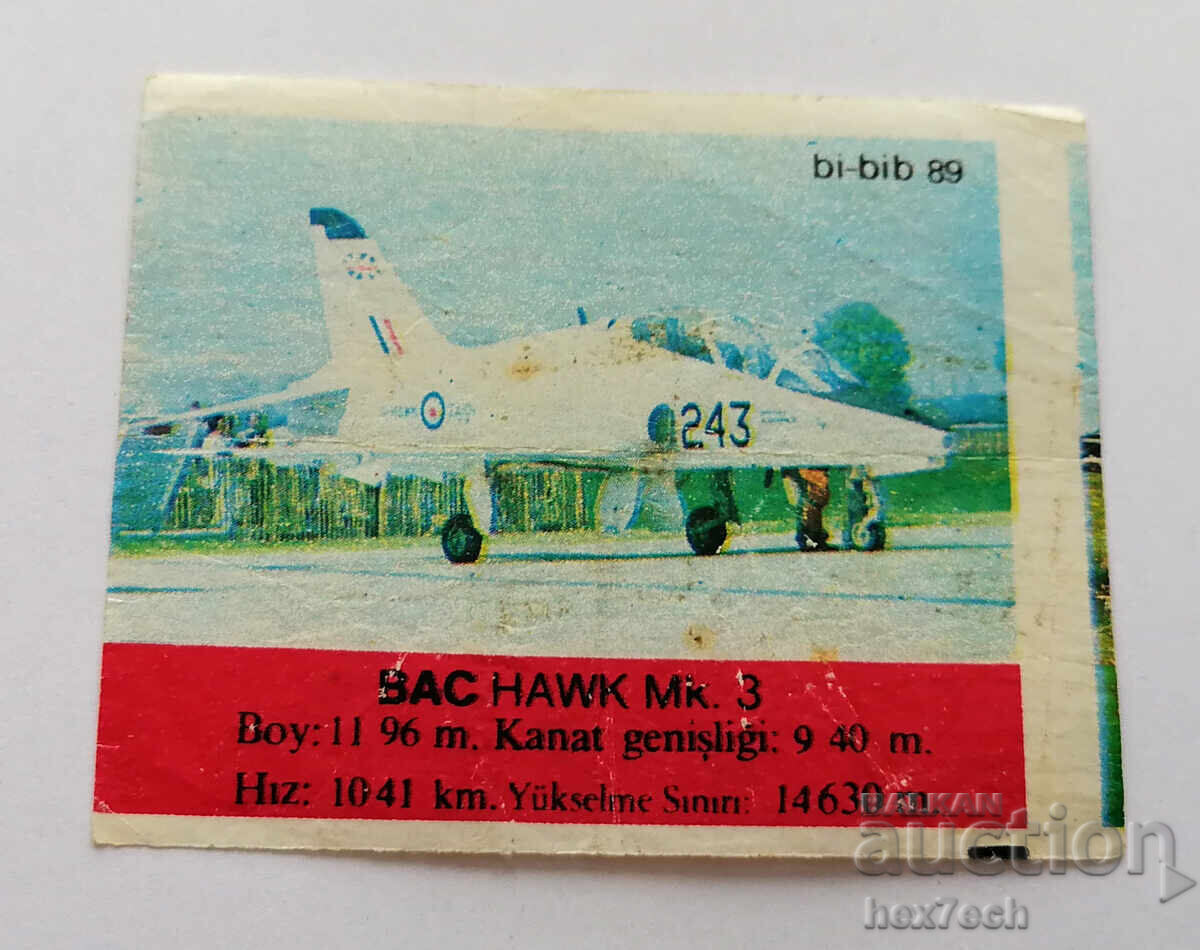 bi-bib 89
243
BAC HAWK Mk. 3
Boy: 11 96 m. Kanat genişliği: 9 40 m.
Hız: 1041 km. Yükselme Sınırı: 14630 m.
BALKAN
auction
hex7ech